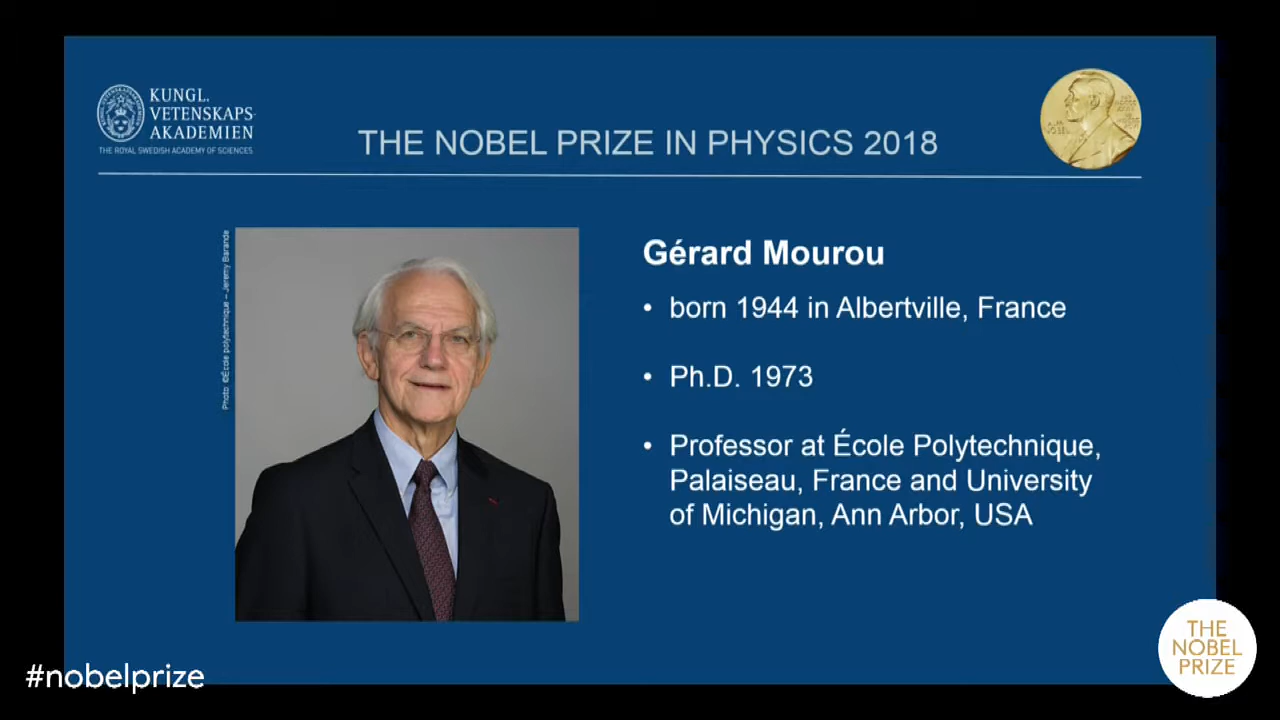 KUNGL.
VETENSKAPS-
AKADEMIEN
THE ROYAL SWEDISH ACADEMY OF SCIENCES
THE NOBEL PRIZE IN PHYSICS 2018
Photo: ©École polytechnique – Jeremy Barande
Gérard Mourou
• born 1944 in Albertville, France
• Ph.D. 1973
• Professor at École Polytechnique,
Palaiseau, France and University
of Michigan, Ann Arbor, USA
#nobelprize
THE
NOBEL
PRIZE